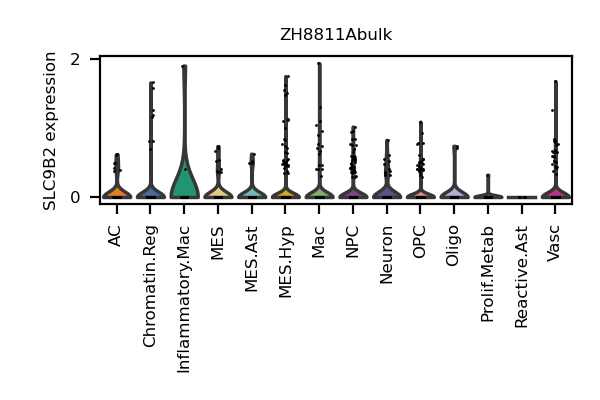 ZH8811Abulk
SLC9B2 expression
2
0
AC
Chromatin.Reg
Inflammatory.Mac
MES
MES.Ast
MES.Hyp
Mac
NPC
Neuron
OPC
Oligo
Prolif.Metab
Reactive.Ast
Vasc